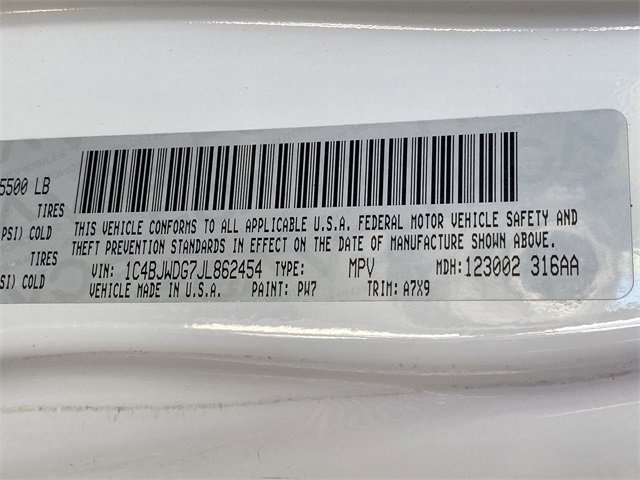 5500 LB
TIRES
PSI) COLD
TIRES
SI) COLD
THIS VEHICLE CONFORMS TO ALL APPLICABLE U.S.A. FEDERAL MOTOR VEHICLE SAFETY AND
THEFT PREVENTION STANDARDS IN EFFECT ON THE DATE OF MANUFACTURE SHOWN ABOVE.
VIN: 1C4BJWDG7JL862454 TYPE: MPV MDH: 123002 316AA
VEHICLE MADE IN U.S.A. PAINT: PW7 TRIM: A7X9